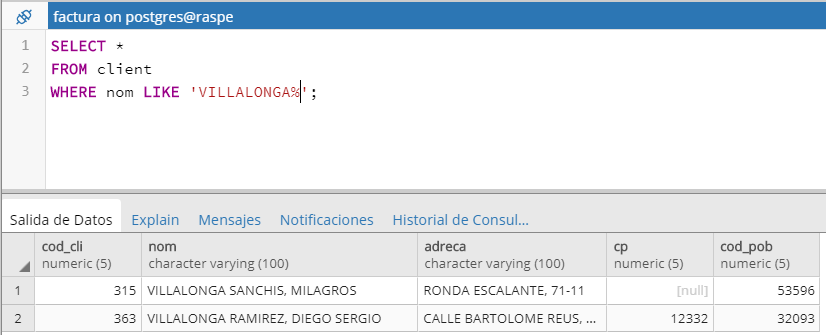 factura on postgres@raspe
1 SELECT *
2 FROM client
3 WHERE nom LIKE 'VILLALONGA%';
Salida de Datos Explain Mensajes Notificaciones Historial de Consul...
cod_cli nom adreca cp cod_pob
numeric (5) character varying (100) character varying (100) numeric (5) numeric (5)
1 315 VILLALONGA SANCHIS, MILAGROS RONDA ESCALANTE, 71-11 [null] 53596
2 363 VILLALONGA RAMIREZ, DIEGO SERGIO CALLE BARTOLOME REUS, ... 12332 32093